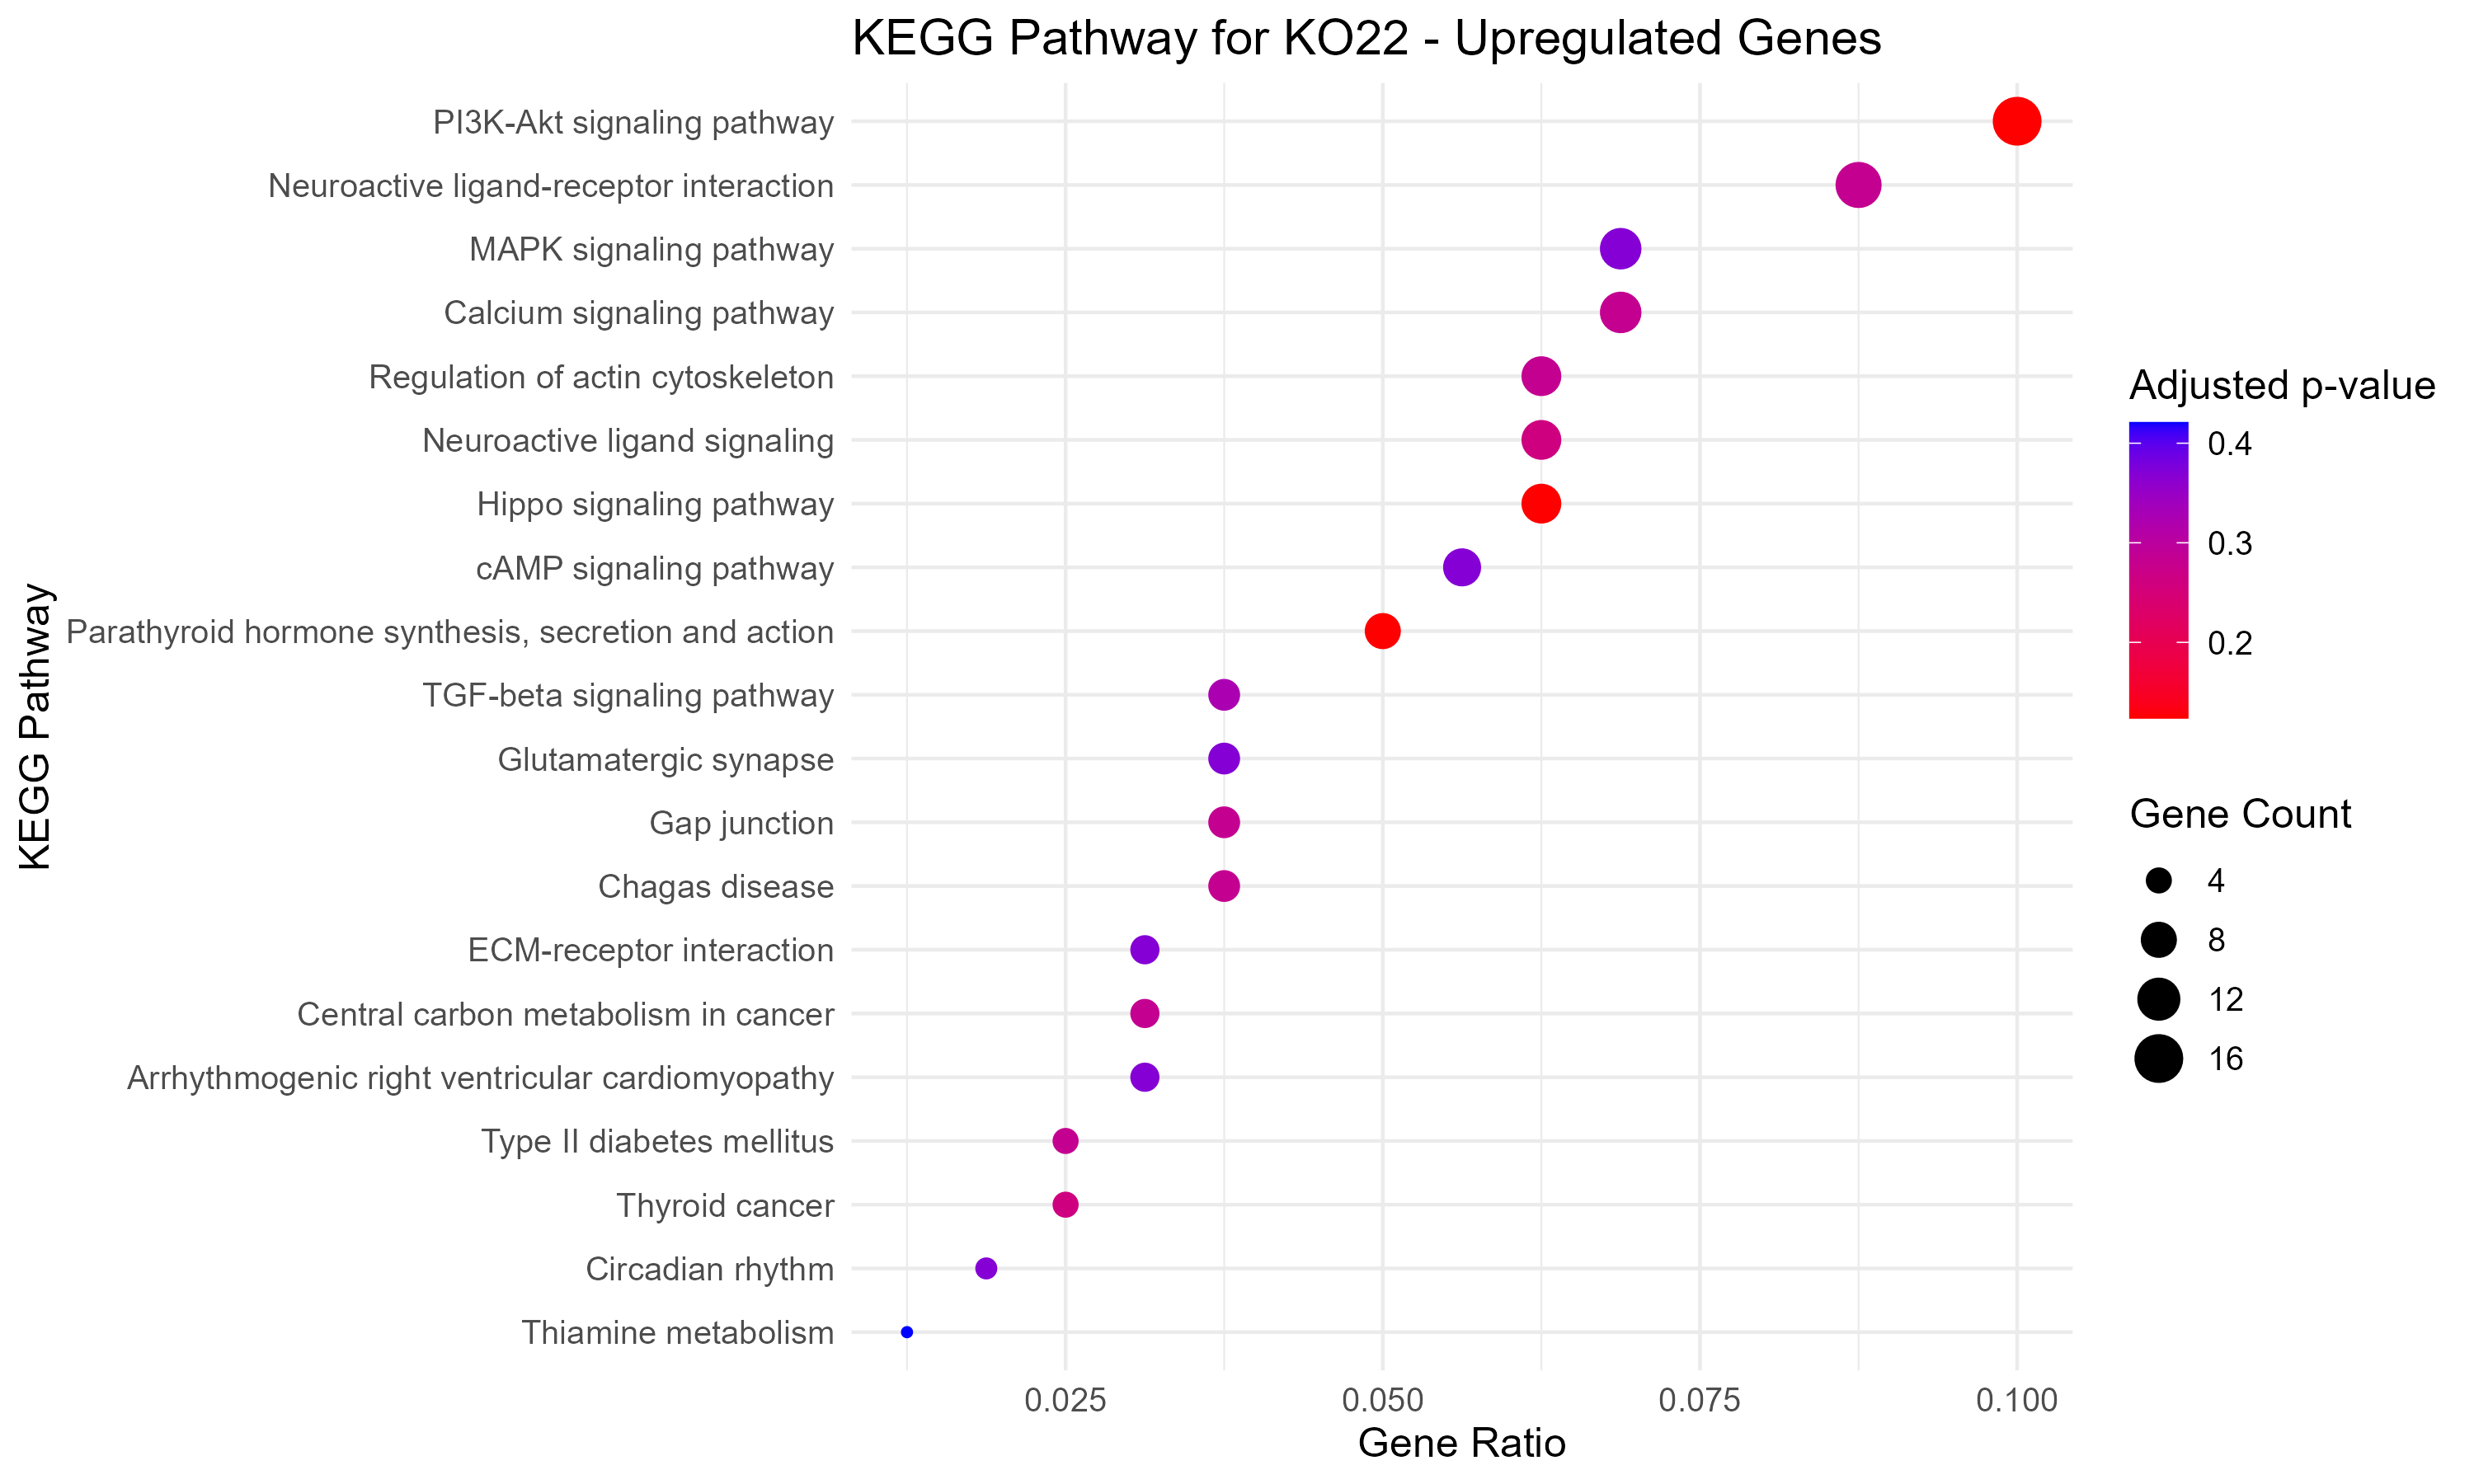 KEGG Pathway for KO22 - Upregulated Genes
KEGG Pathway
PI3K-Akt signaling pathway
Neuroactive ligand-receptor interaction
MAPK signaling pathway
Calcium signaling pathway
Regulation of actin cytoskeleton
Neuroactive ligand signaling
Hippo signaling pathway
cAMP signaling pathway
Parathyroid hormone synthesis, secretion and action
TGF-beta signaling pathway
Glutamatergic synapse
Gap junction
Chagas disease
ECM-receptor interaction
Central carbon metabolism in cancer
Arrhythmogenic right ventricular cardiomyopathy
Type II diabetes mellitus
Thyroid cancer
Circadian rhythm
Thiamine metabolism
0.025 0.050 0.075 0.100
Gene Ratio
Adjusted p-value
0.4
0.3
0.2
Gene Count
4
8
12
16